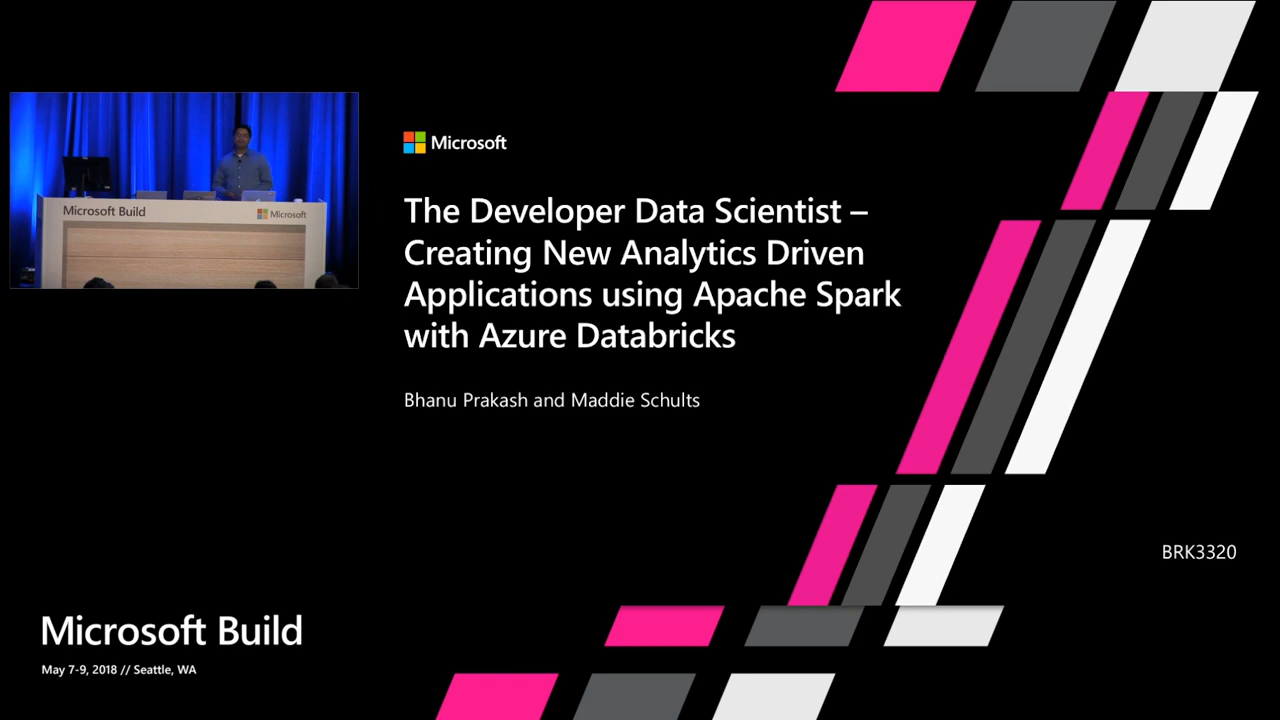 Microsoft Build
Microsoft
Microsoft
The Developer Data Scientist –
Creating New Analytics Driven
Applications using Apache Spark
with Azure Databricks
Bhanu Prakash and Maddie Schults
BRK3320
Microsoft Build
May 7-9, 2018 // Seattle, WA